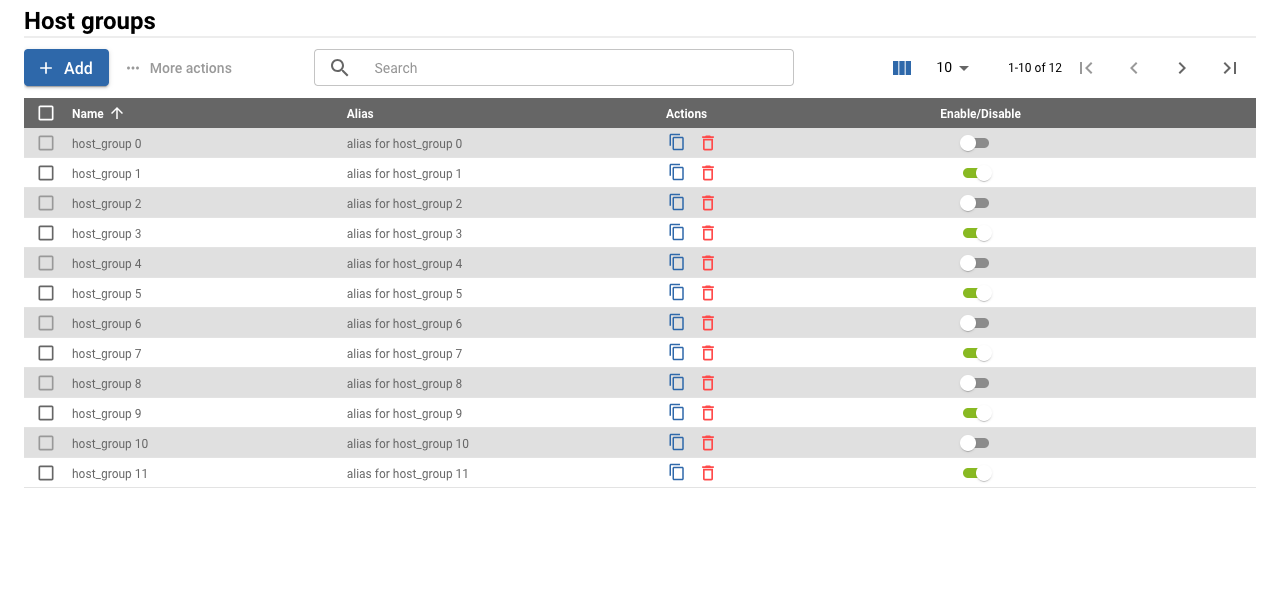 Host groups
Add More actions Search 10 1-10 of 12
Name Alias Actions Enable/Disable
host_group 0 alias for host_group 0
host_group 1 alias for host_group 1
host_group 2 alias for host_group 2
host_group 3 alias for host_group 3
host_group 4 alias for host_group 4
host_group 5 alias for host_group 5
host_group 6 alias for host_group 6
host_group 7 alias for host_group 7
host_group 8 alias for host_group 8
host_group 9 alias for host_group 9
host_group 10 alias for host_group 10
host_group 11 alias for host_group 11